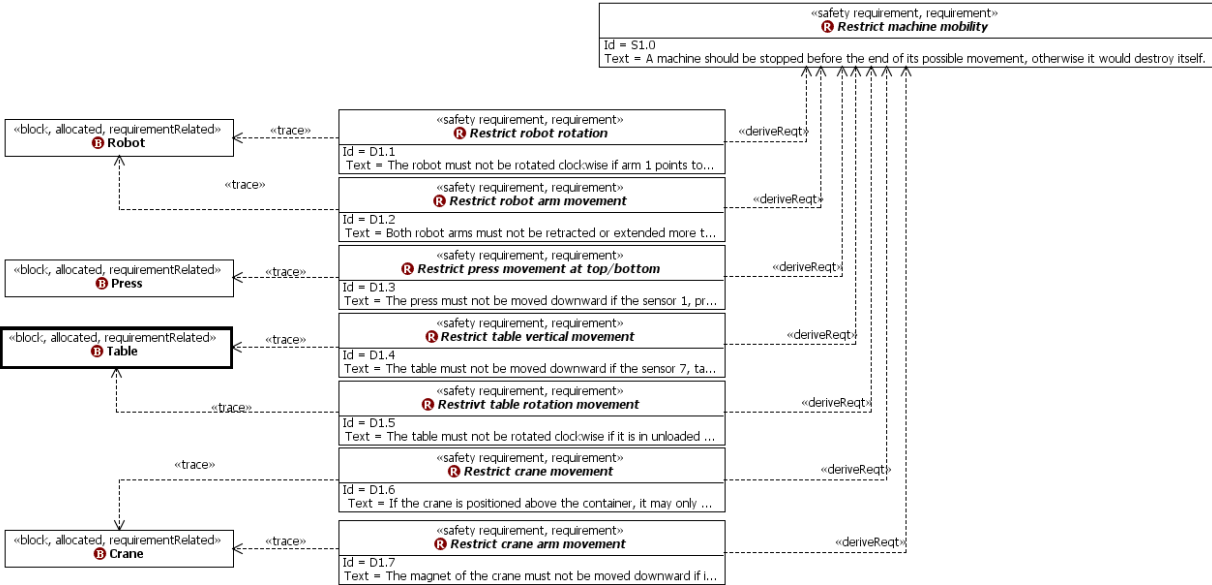 «safety requirement, requirement»
R Restrict machine mobility
Id = S1.0
Text = A machine should be stopped before the end of its possible movement, otherwise it would destroy itself.
«block, allocated, requirementRelated»
B Robot
«trace»
«safety requirement, requirement»
R Restrict robot rotation
Id = D1.1
Text = The robot must not be rotated clockwise if arm 1 points to...
«deriveReqt»
«trace»
«safety requirement, requirement»
R Restrict robot arm movement
Id = D1.2
Text = Both robot arms must not be retracted or extended more t...
«deriveReqt»
«block, allocated, requirementRelated»
B Press
«trace»
«safety requirement, requirement»
R Restrict press movement at top/bottom
Id = D1.3
Text = The press must not be moved downward if the sensor 1, pr...
«deriveReqt»
«block, allocated, requirementRelated»
B Table
«trace»
«safety requirement, requirement»
R Restrict table vertical movement
Id = D1.4
Text = The table must not be moved downward if the sensor 7, ta...
«deriveReqt»
«trace»
«safety requirement, requirement»
R Restrivt table rotation movement
Id = D1.5
Text = The table must not be rotated clockwise if it is in unloaded ...
«deriveReqt»
«trace»
«safety requirement, requirement»
R Restrict crane movement
Id = D1.6
Text = If the crane is positioned above the container, it may only ...
«deriveReqt»
«block, allocated, requirementRelated»
B Crane
«trace»
«safety requirement, requirement»
R Restrict crane arm movement
Id = D1.7
Text = The magnet of the crane must not be moved downward if i...
«deriveReqt»